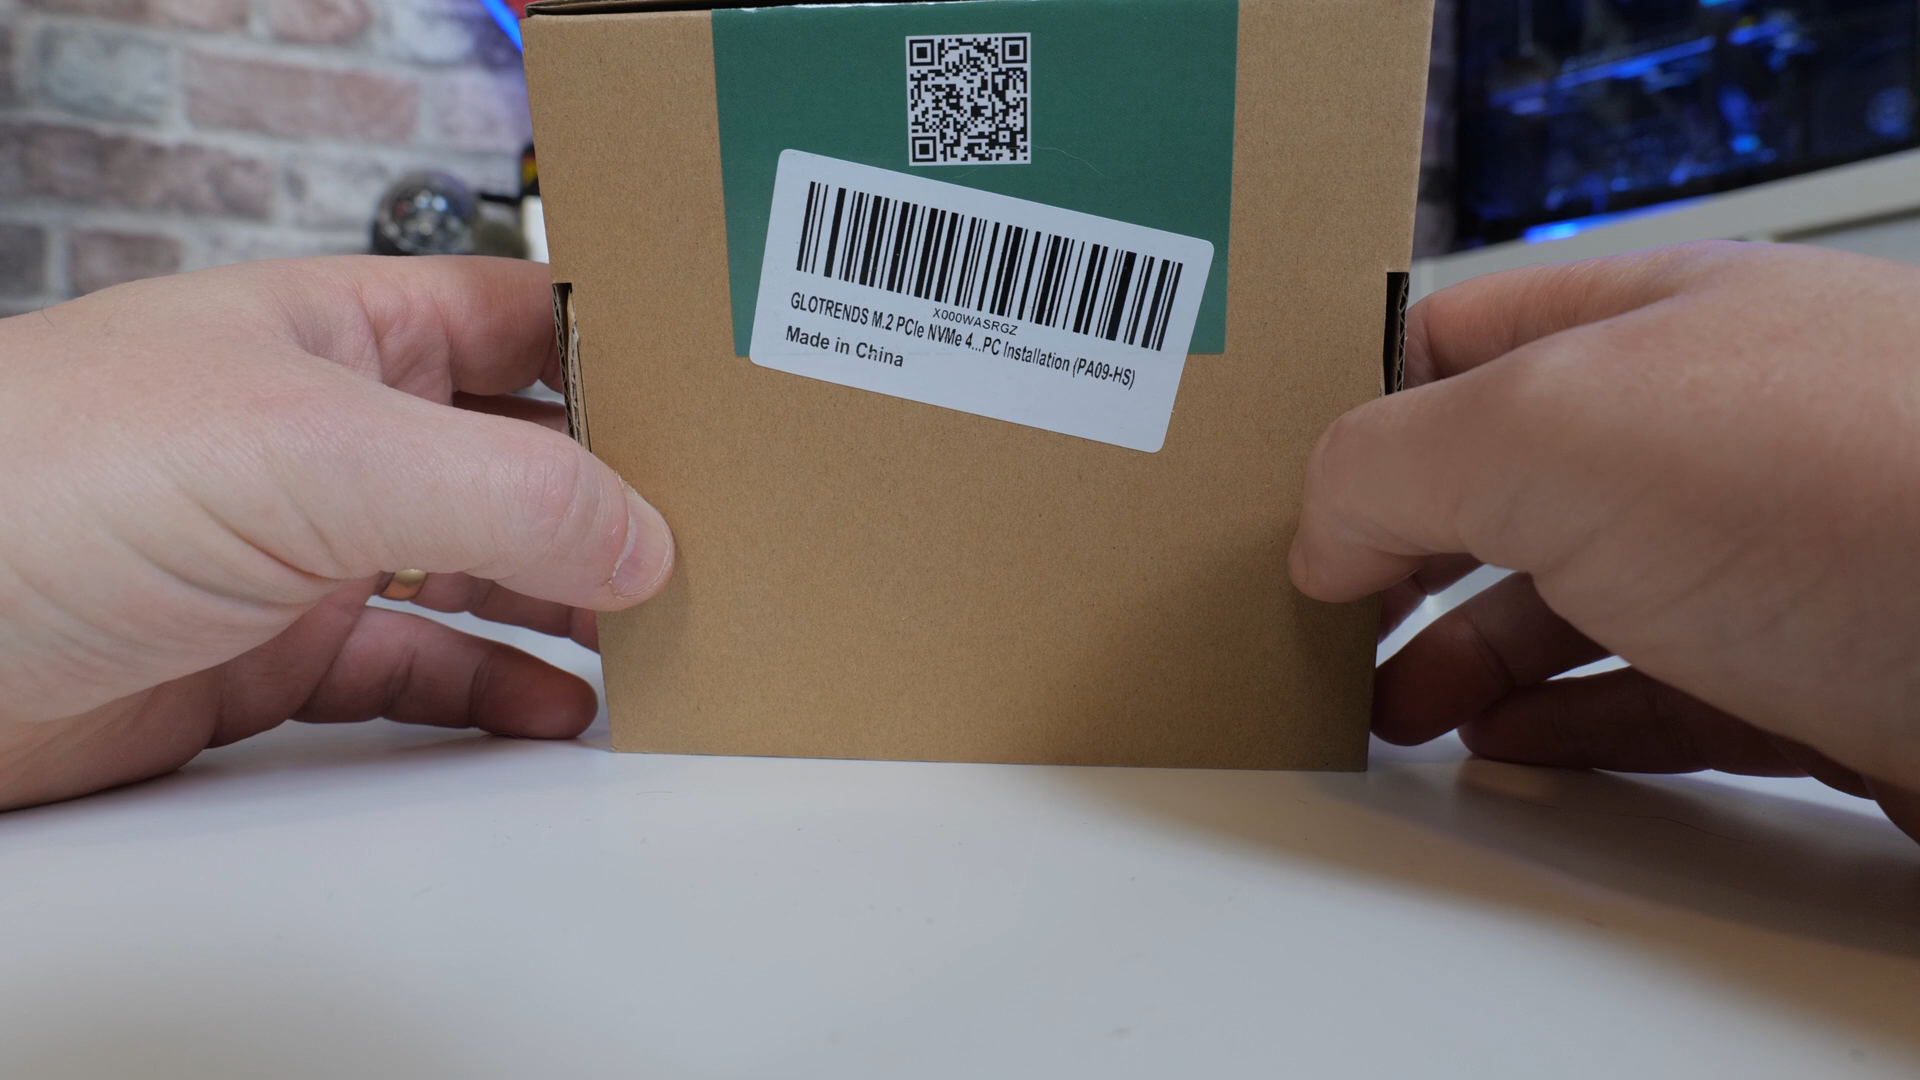 X000WASRGZ
GLOTRENDS M.2 PCIe NVMe 4...PC Installation (PA09-HS)
Made in China